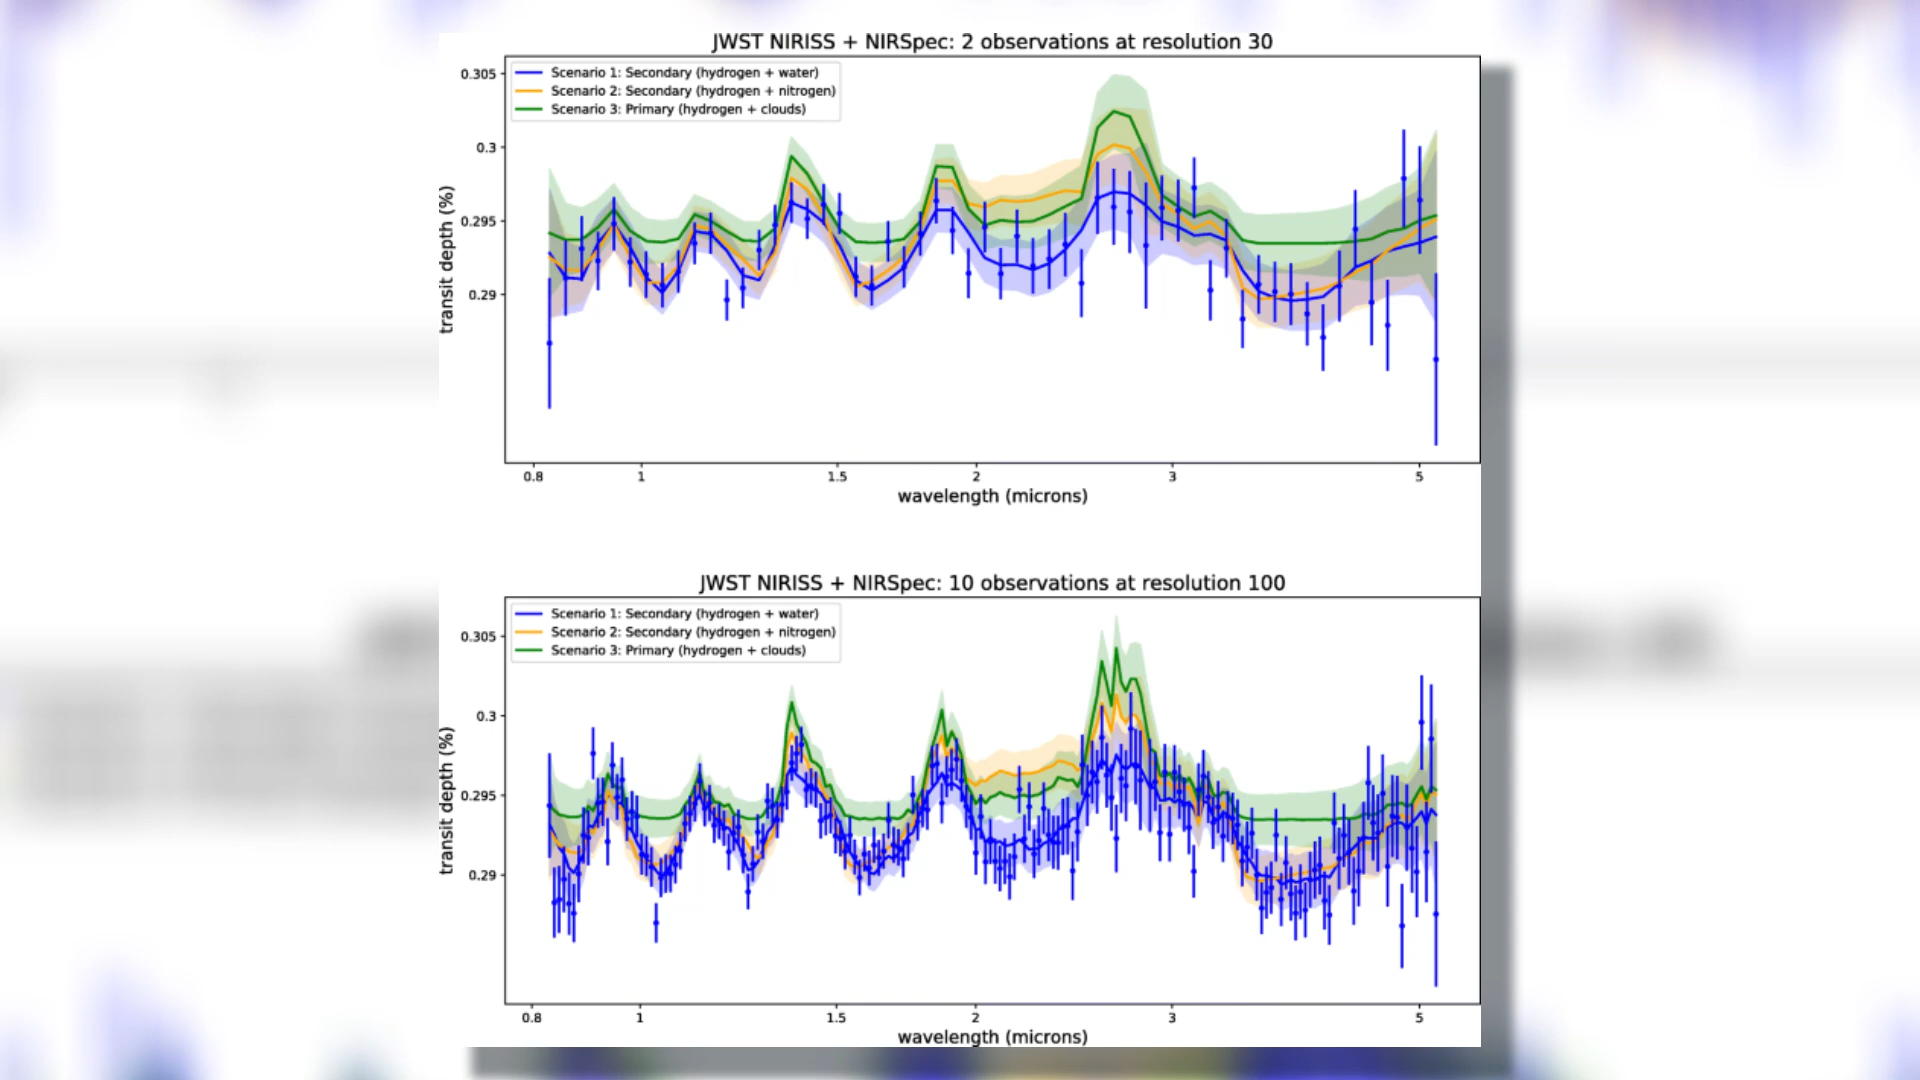 JWST NIRISS + NIRSpec: 2 observations at resolution 30
Scenario 1: Secondary (hydrogen + water)
Scenario 2: Secondary (hydrogen + nitrogen)
Scenario 3: Primary (hydrogen + clouds)
0.305
0.3
0.295
0.29
transit depth (%)
0.8 1 1.5 2 3 5
wavelength (microns)
JWST NIRISS + NIRSpec: 10 observations at resolution 100
Scenario 1: Secondary (hydrogen + water)
Scenario 2: Secondary (hydrogen + nitrogen)
Scenario 3: Primary (hydrogen + clouds)
0.305
0.3
0.295
0.29
transit depth (%)
0.8 1 1.5 2 3 5
wavelength (microns)